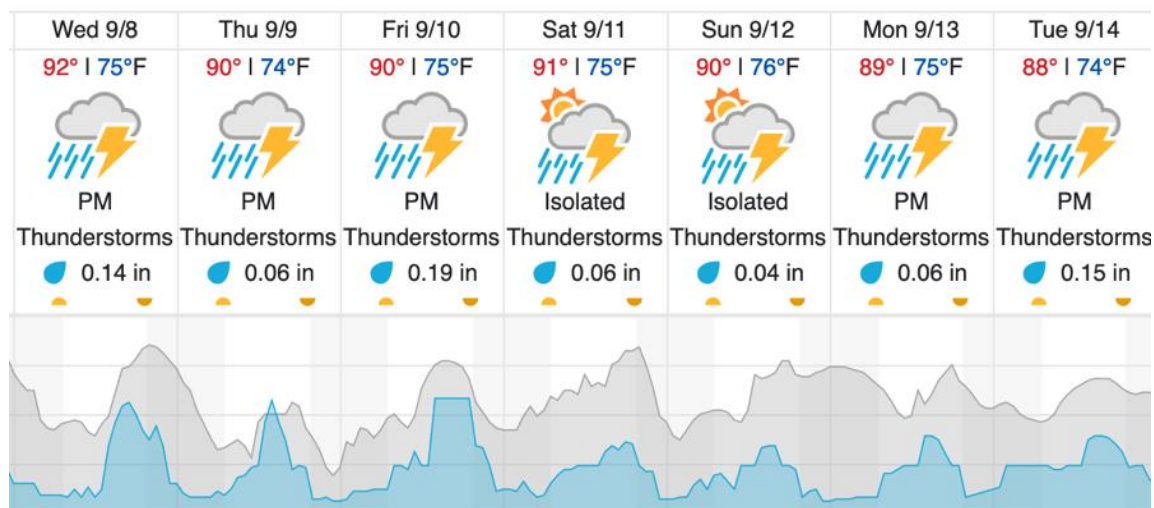 Wed 9/8 Thu 9/9 Fri 9/10 Sat 9/11 Sun 9/12 Mon 9/13 Tue 9/14
92° | 75°F 90° | 74°F 90° | 75°F 91° | 75°F 90° | 76°F 89° | 75°F 88° | 74°F
PM PM PM Isolated Isolated PM PM
Thunderstorms Thunderstorms Thunderstorms Thunderstorms Thunderstorms Thunderstorms Thunderstorms
0.14 in 0.06 in 0.19 in 0.06 in 0.04 in 0.06 in 0.15 in